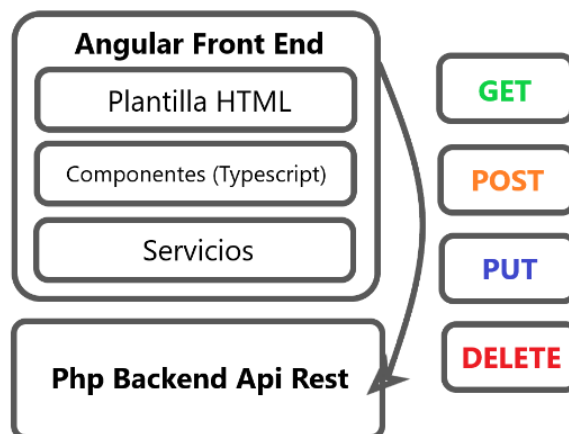 Angular Front End
Plantilla HTML
Componentes (Typescript)
Servicios
Php Backend Api Rest
GET
POST
PUT
DELETE